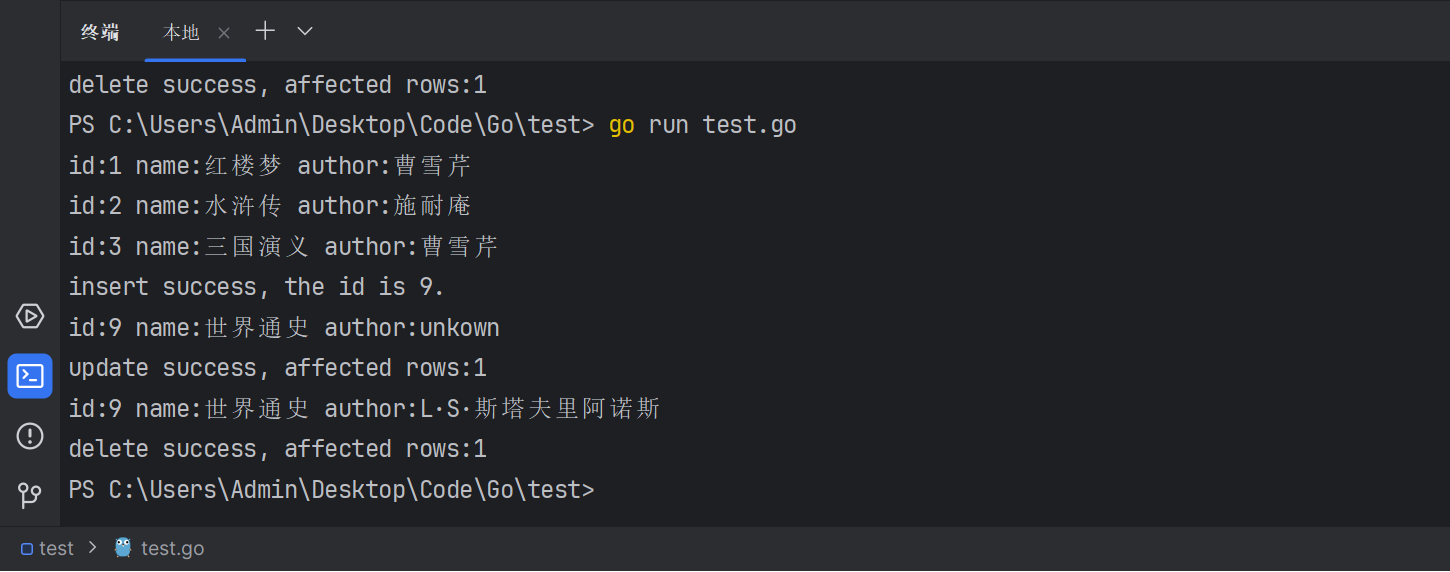 终端 本地
delete success, affected rows:1
PS C:\Users\Admin\Desktop\Code\Go\test> go run test.go
id:1 name:红楼梦 author:曹雪芹
id:2 name:水浒传 author:施耐庵
id:3 name:三国演义 author:曹雪芹
insert success, the id is 9.
id:9 name:世界通史 author:unkown
update success, affected rows:1
id:9 name:世界通史 author:L·S·斯塔夫里阿诺斯
delete success, affected rows:1
PS C:\Users\Admin\Desktop\Code\Go\test>
test > test.go